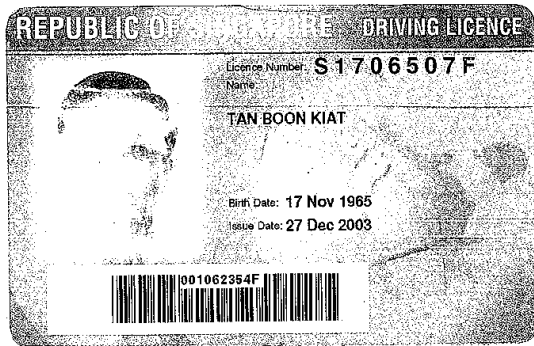 REPUBLIC OF SINGAPORE DRIVING LICENCE
Licence Number: S1706507F
Name
TAN BOON KIAT
Birth Date: 17 Nov 1965
Issue Date: 27 Dec 2003
001062354F